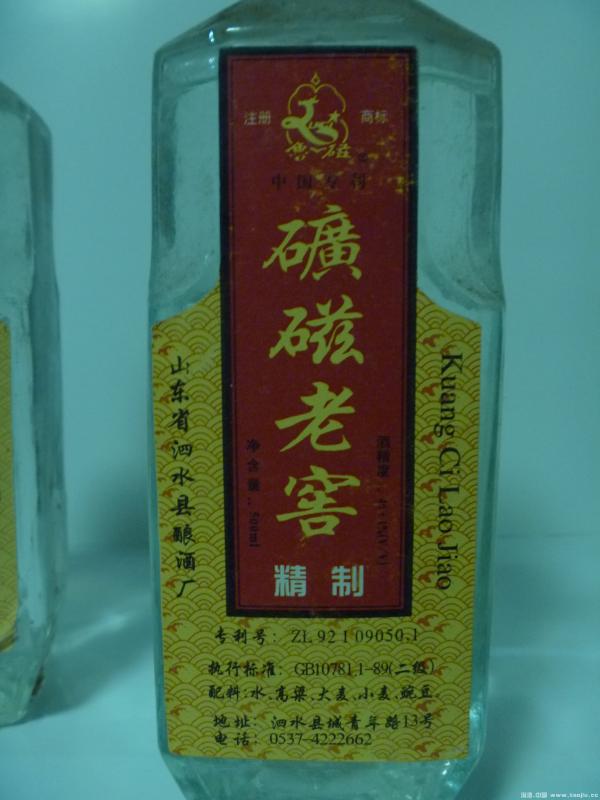 注册 商标
中国专利
礦磁老窖
精制
净含量:500ml
酒精度:
山东省泗水县酿酒厂
Kuang Ci Lao Jiao
专利号: ZL 92 1 09050.1
执行标准: GB10781.1-89(二级)
配料:水、高粱、大麦、小麦、豌豆。
地址: 泗水县城青年路13号
电话: 0537-4222662